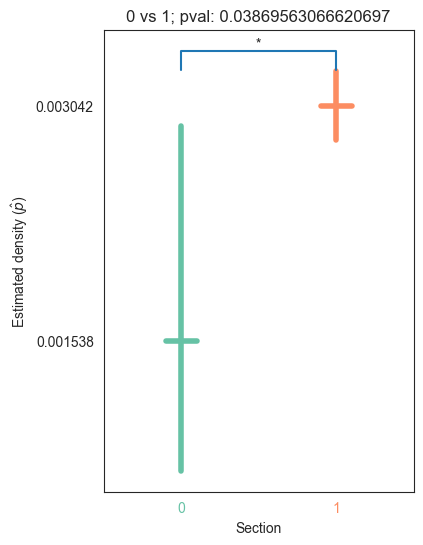 0 vs 1; pval: 0.03869563066620697
*
0.003042
Estimated density (p̂)
0.001538
0 1
Section